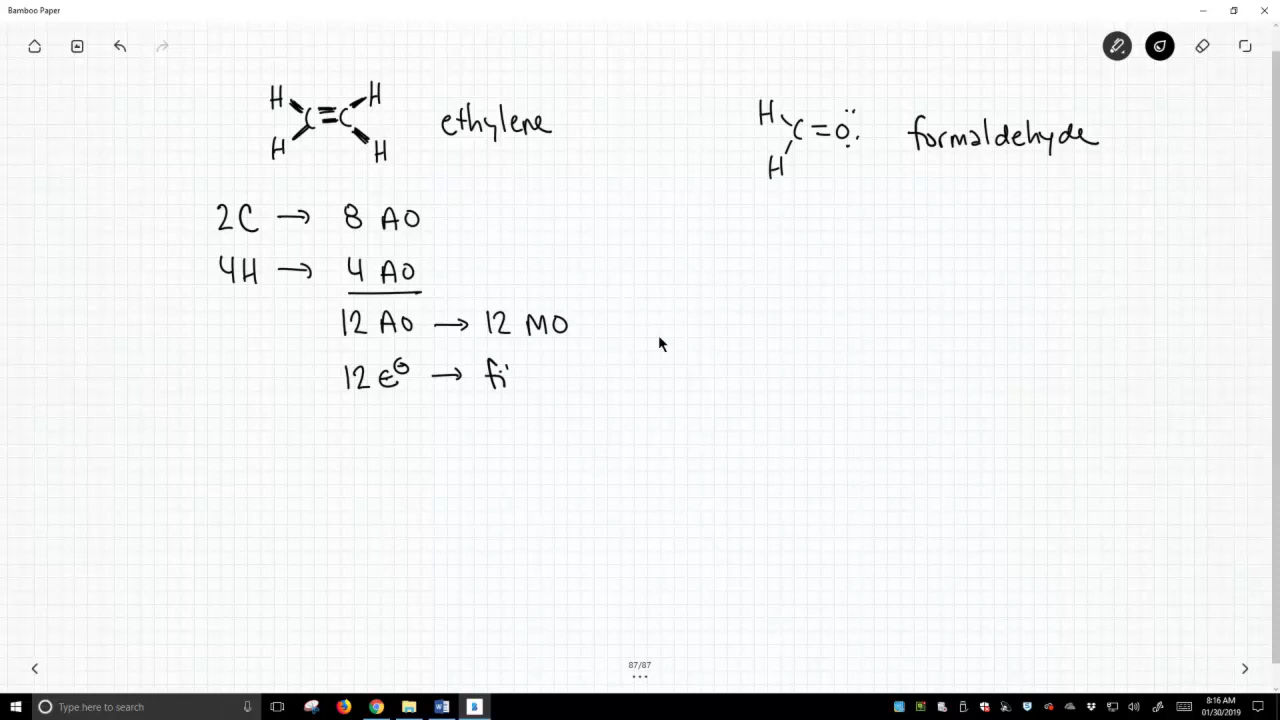 Bamboo Paper
H H
C=C
H H
ethylene
H
C=O
H
formaldehyde
2C → 8 AO
4H → 4 AO
12 AO → 12 MO
12 e⊖ → fi
87/87
Type here to search
8:16 AM
01/30/2019